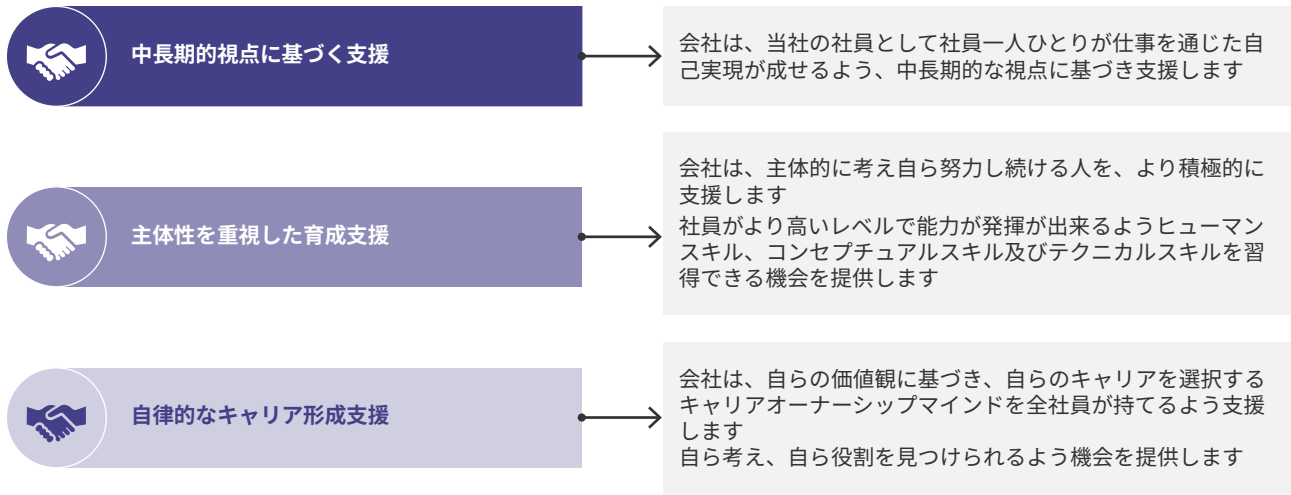 中長期的視点に基づく支援
会社は、当社の社員として社員一人ひとりが仕事を通じた自
己実現が成せるよう、中長期的な視点に基づき支援します
主体性を重視した育成支援
会社は、主体的に考え自ら努力し続ける人を、より積極的に
支援します
社員がより高いレベルで能力が発揮が出来るようヒューマン
スキル、コンセプチュアルスキル及びテクニカルスキルを習
得できる機会を提供します
自律的なキャリア形成支援
会社は、自らの価値観に基づき、自らのキャリアを選択する
キャリアオーナーシップマインドを全社員が持てるよう支援
します
自ら考え、自ら役割を見つけられるよう機会を提供します